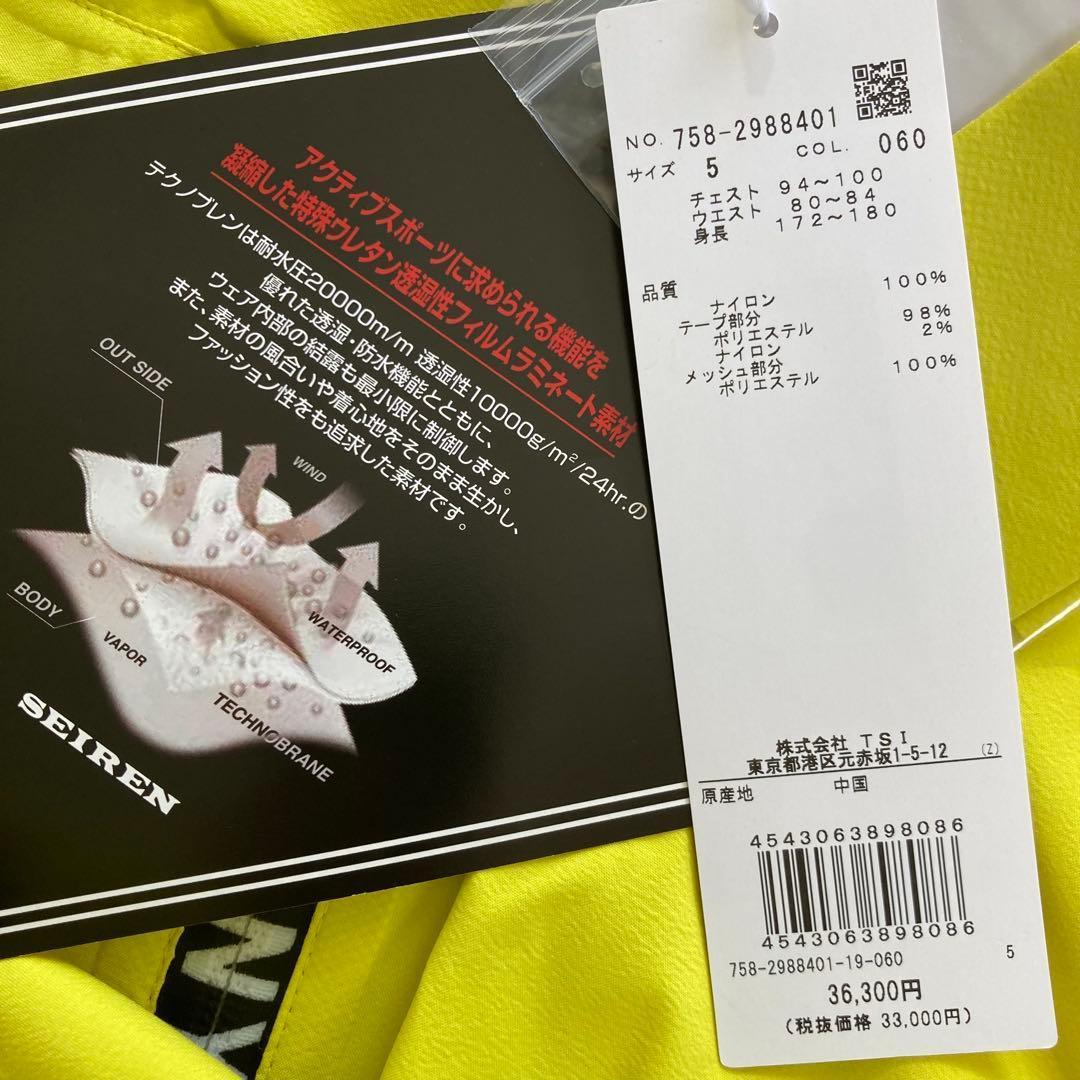 アクティブスポーツに求められる機能を
凝縮した特殊ウレタン透湿性フィルムラミネート素材
テクノブレンは耐水圧20000m/m 透湿性10000g/m²/24hr.の
優れた透湿・防水機能とともに、
ウェア内部の結露も最小限に制御します。
また、素材の風合いや着心地をそのまま生かし、
ファッション性をも追求した素材です。
OUT SIDE
WIND
BODY
VAPOR
WATERPROOF
TECHNOBRANE
SEIREN
NO. 758-2988401
サイズ 5 COL. 060
チェスト 94～100
ウエスト 80～84
身長 172～180
品質
ナイロン 100%
テープ部分
ポリエステル 98%
ナイロン 2%
メッシュ部分
ポリエステル 100%
株式会社 TSI
東京都港区元赤坂1-5-12 (Z)
原産地 中国
4543063898086
4543063898086
758-2988401-19-060 5
36,300円
(税抜価格 33,000円)